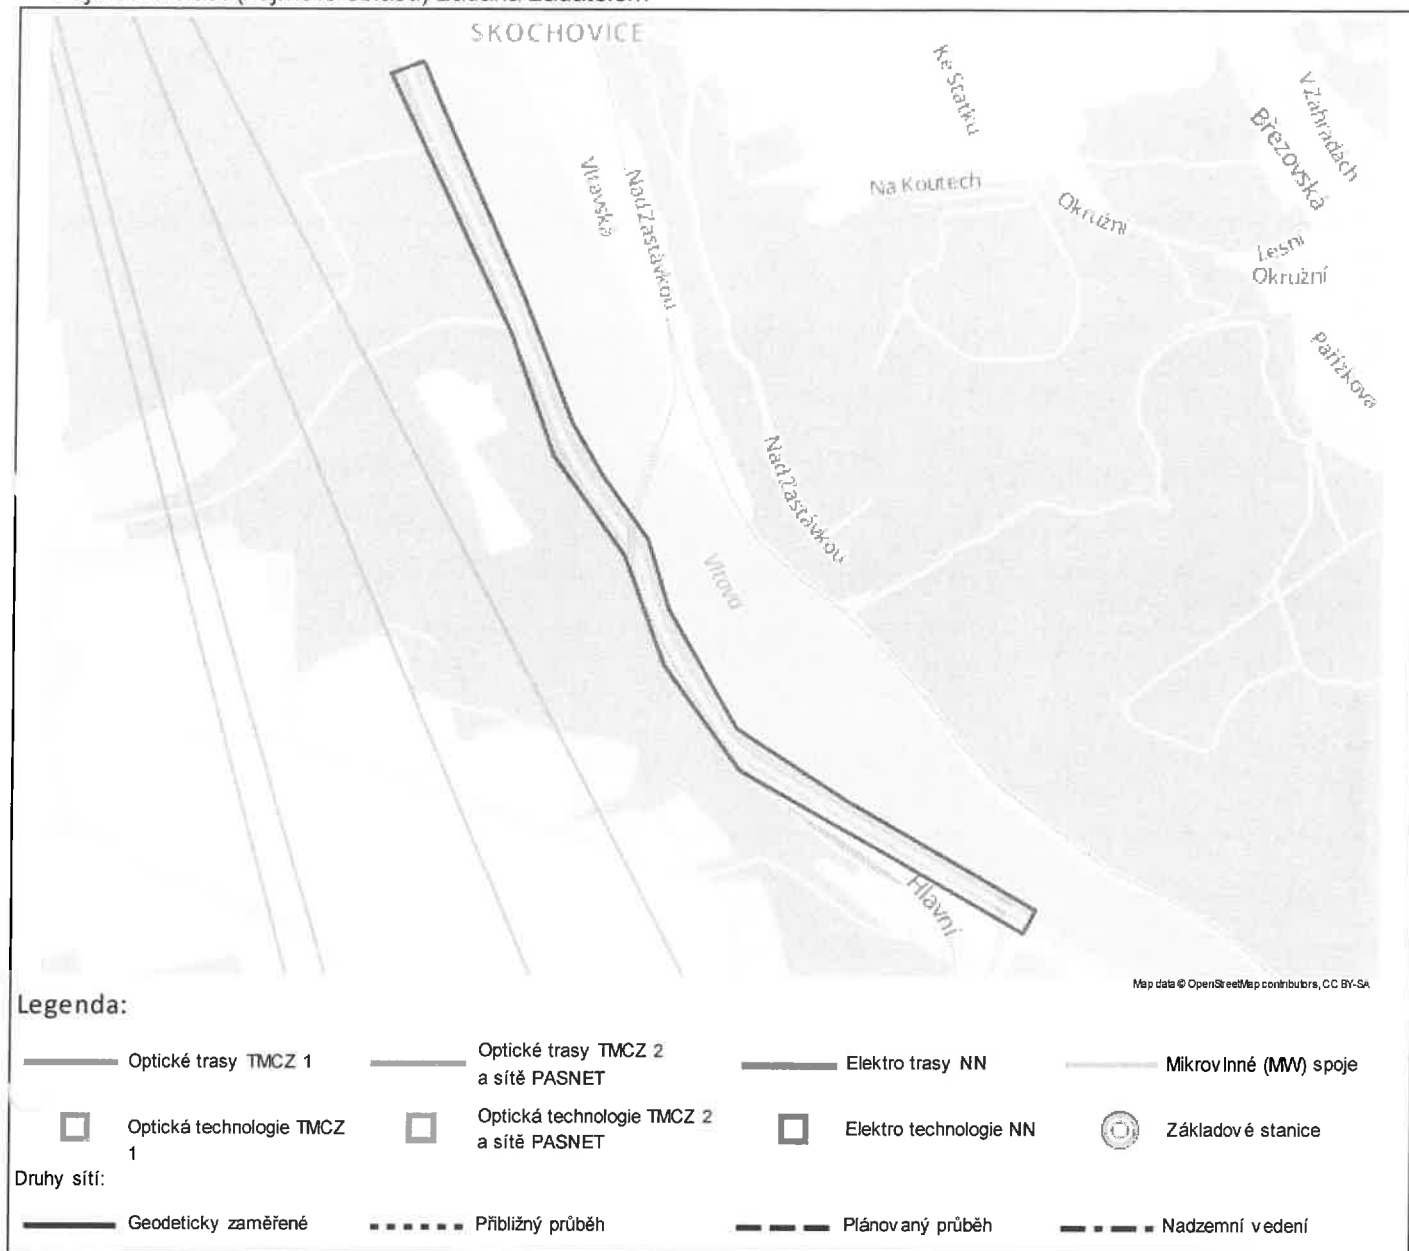 zadaná žadatelem
SKOCHOVICE
Ke Statku
V Zahradách
Březovská
Vltavská
Nad Zastávkou
Na Koutech
Okružní
Lesní
Okružní
Pařízkova
Nad Zastávkou
Vltava
Hlavní
Map data © OpenStreetMap contributors, CC BY-SA
Legenda:
Optické trasy TMCZ 1
Optické trasy TMCZ 2
a sítě PASNET
Elektro trasy NN
Mikrovlnné (MW) spoje
Optická technologie TMCZ
1
Optická technologie TMCZ 2
a sítě PASNET
Elektro technologie NN
Základové stanice
Druhy sítí:
Geodeticky zaměřené
Přibližný průběh
Plánovaný průběh
Nadzemní vedení